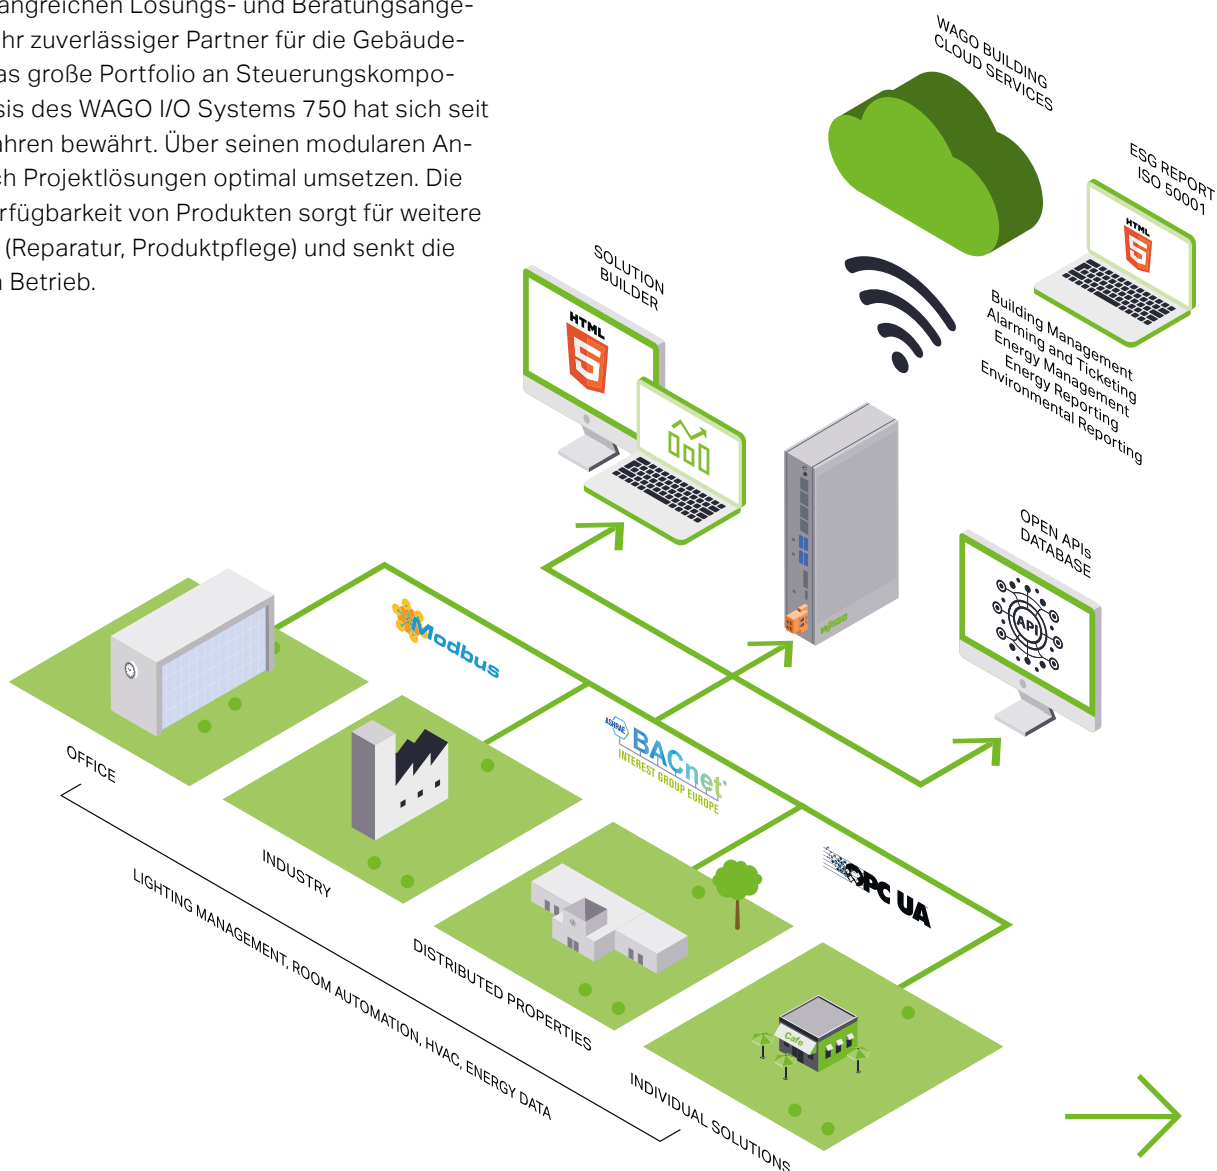 angreichen Lösungs- und Beratungsange-
hr zuverlässiger Partner für die Gebäude-
as große Portfolio an Steuerungskompo-
sis des WAGO I/O Systems 750 hat sich seit
ahren bewährt. Über seinen modularen An-
ch Projektlösungen optimal umsetzen. Die
erfügbarkeit von Produkten sorgt für weitere
(Reparatur, Produktpflege) und senkt die
Betrieb.
WAGO BUILDING
CLOUD SERVICES
ESG REPORT
ISO 50001
HTML
5
SOLUTION
BUILDER
HTML
5
Building Management
Alarming and Ticketing
Energy Management
Energy Reporting
Environmental Reporting
OPEN APIs
DATABASE
API
WAGO
Modbus
ASHRAE BACnet
INTEREST GROUP EUROPE
OPC UA
OFFICE
INDUSTRY
DISTRIBUTED PROPERTIES
Cafe
INDIVIDUAL SOLUTIONS
LIGHTING MANAGEMENT, ROOM AUTOMATION, HVAC, ENERGY DATA